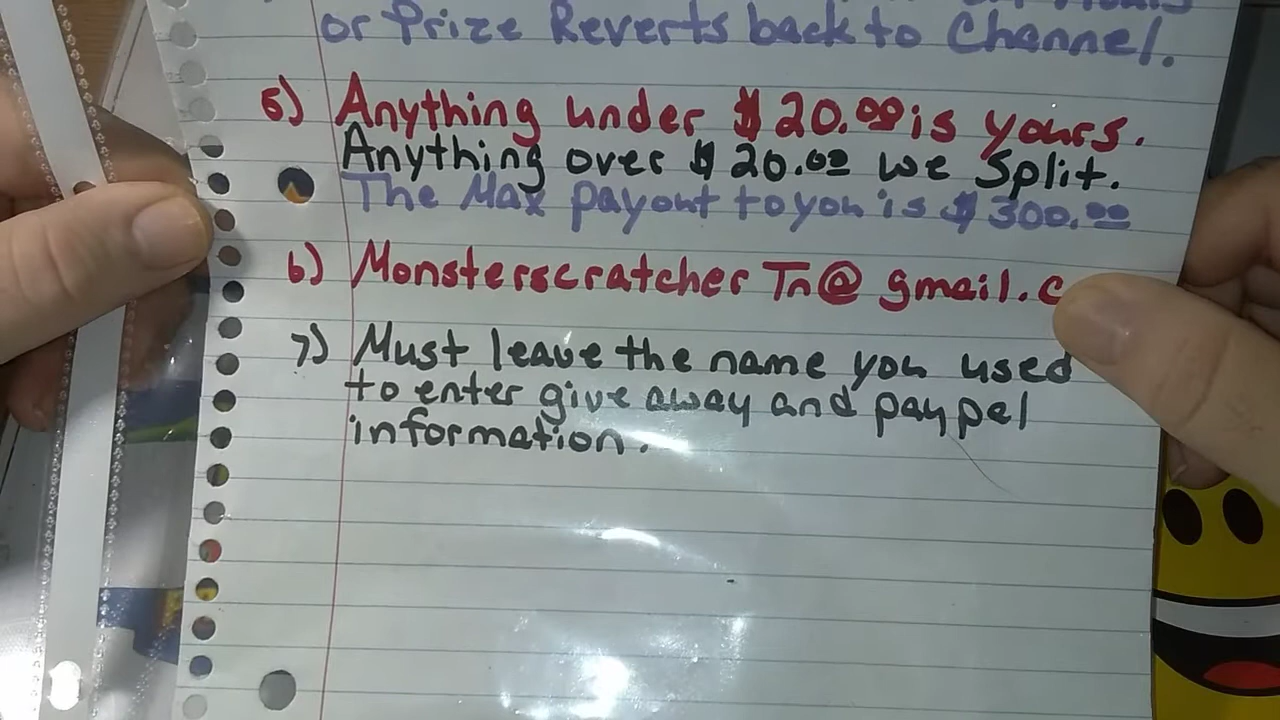 or Prize Reverts back to Channel.
5) Anything under $20.00 is yours.
Anything over $20.00 we split.
The Max payout to you is $300.00
6) Monsterscratcher Tn@gmail.c
7) Must leave the name you used
to enter give away and paypel
information.